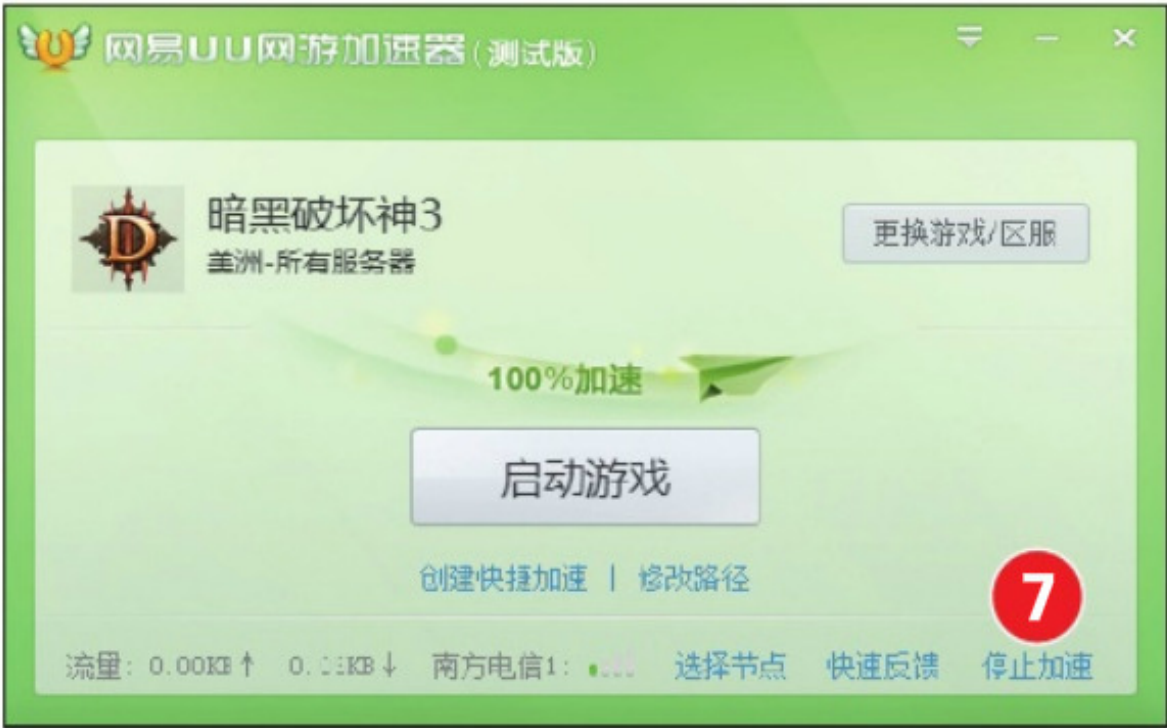 网易UU网游加速器(测试版)
暗黑破坏神3
美洲-所有服务器
更换游戏/区服
100%加速
启动游戏
创建快捷加速 | 修改路径
7
流量: 0.00KB↑ KB↓ 南方电信1: 选择节点 快速反馈 停止加速